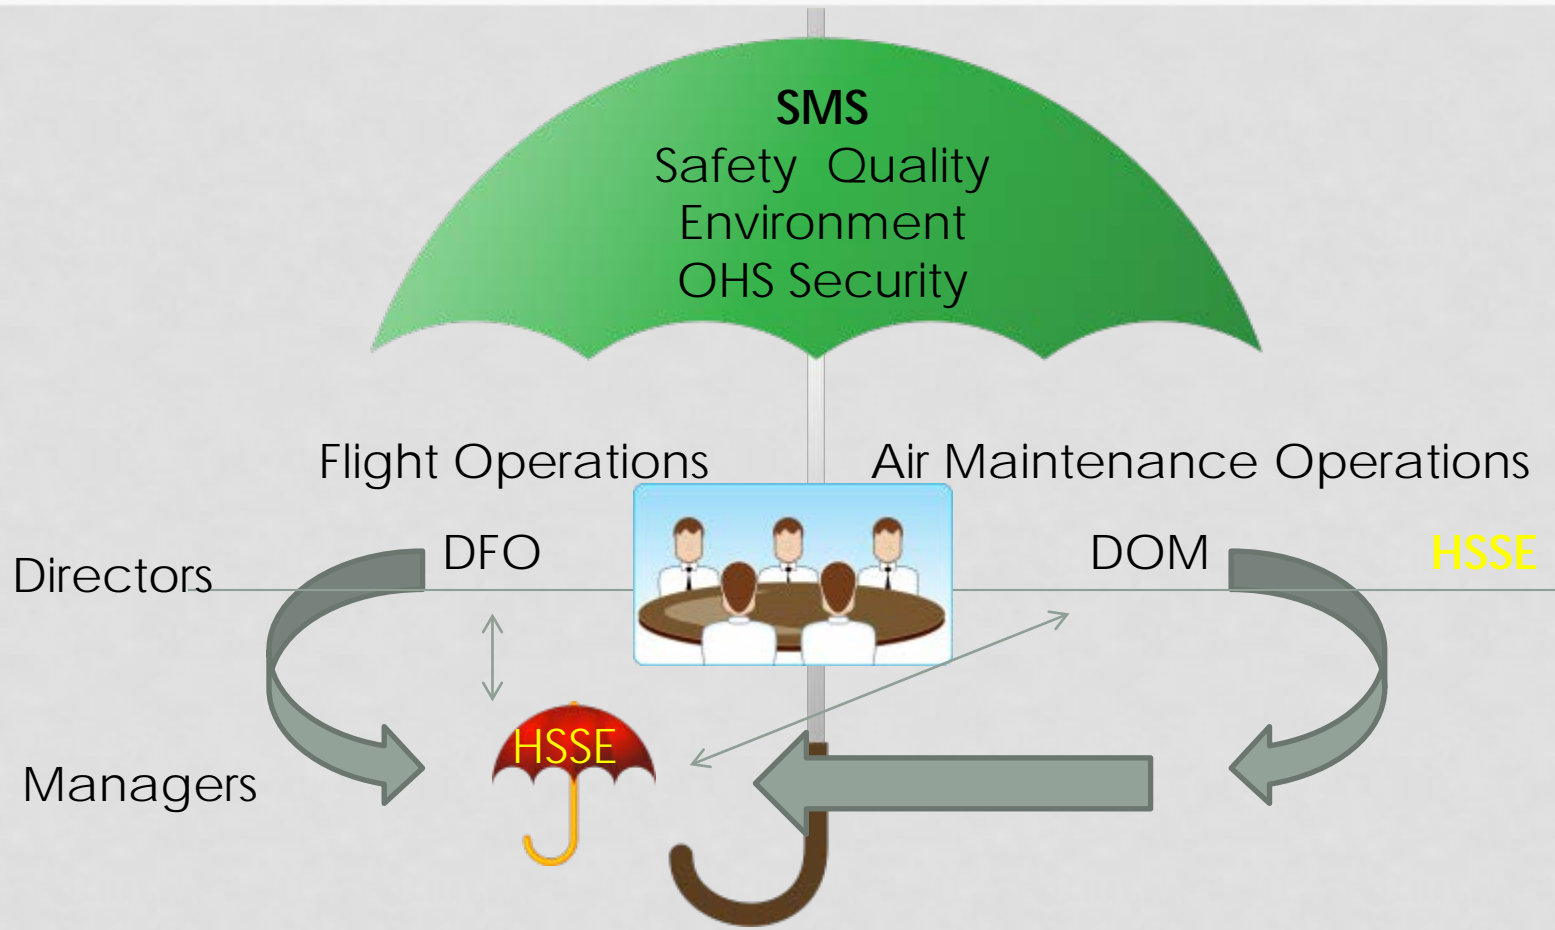 SMS
Safety Quality
Environment
OHS Security
Flight Operations
Air Maintenance Operations
Directors
DFO
DOM
HSSE
HSSE
Managers